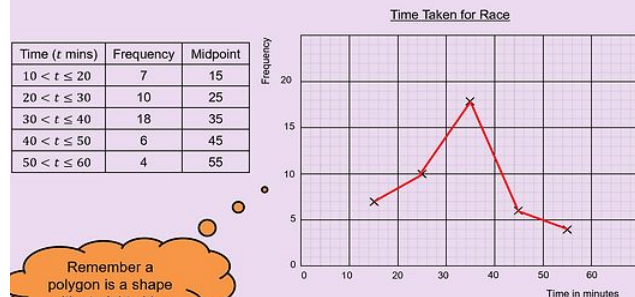 Time Taken for Race
Time (t mins) Frequency Midpoint
10 < t ≤ 20 7 15
20 < t ≤ 30 10 25
30 < t ≤ 40 18 35
40 < t ≤ 50 6 45
50 < t ≤ 60 4 55
Frequency
20
15
10
5
0
0 10 20 30 40 50 60
Time in minutes
Remember a
polygon is a shape